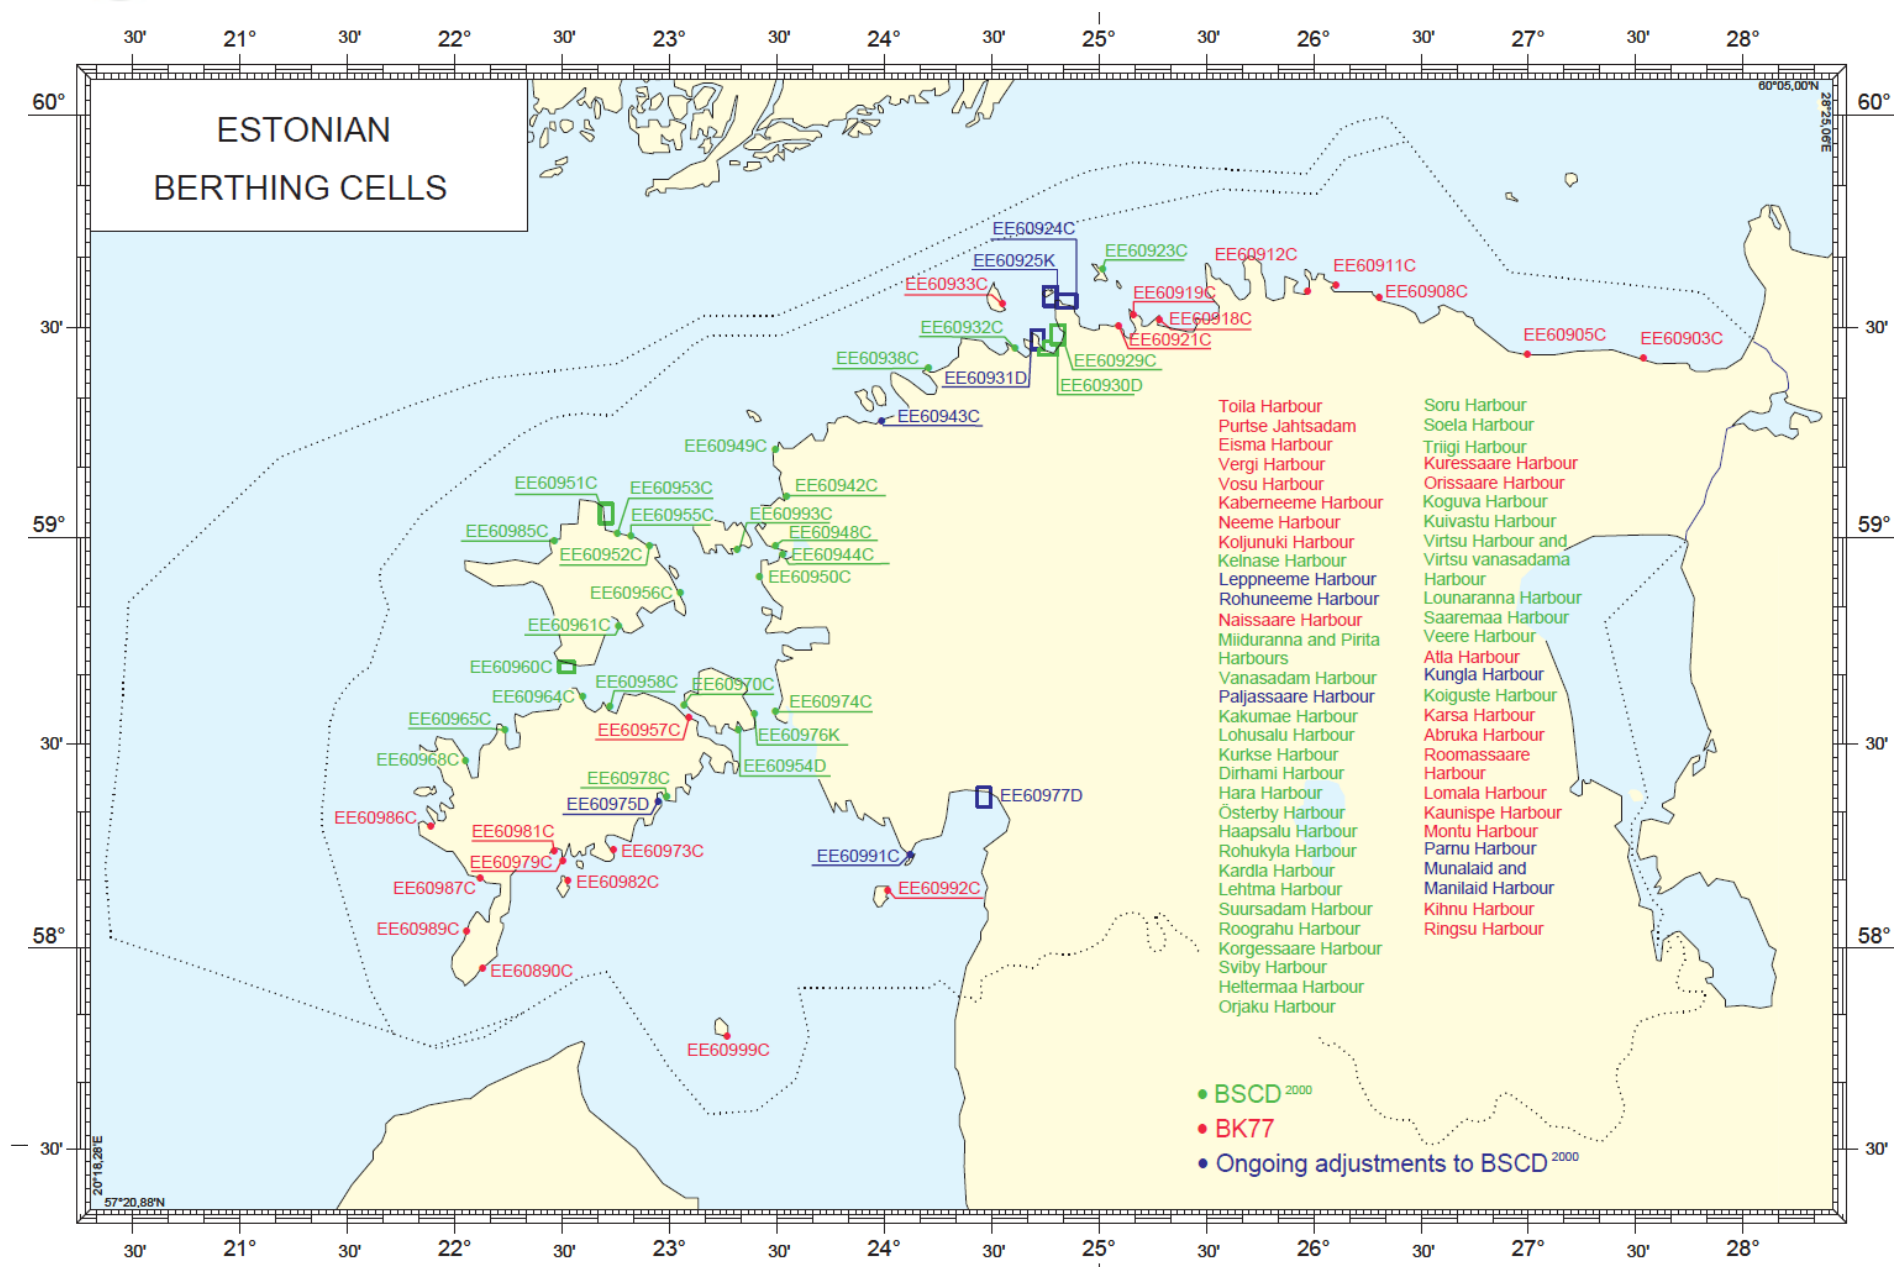 30' 21° 30' 22° 30' 23° 30' 24° 30' 25° 30' 26° 30' 27° 30' 28°
60°05,00'N
28°25,06'E
60° 60°
ESTONIAN
BERTHING CELLS
EE60924C
EE60923C
EE60925K
EE60912C
EE60911C
EE60933C
EE60919C
EE60908C
EE60918C
30' 30'
EE60932C
EE60921C
EE60905C
EE60903C
EE60938C
EE60929C
EE60931D
EE60930D
EE60943C
EE60949C
EE60951C
EE60953C
EE60942C
EE60955C
EE60993C
59° 59°
EE60985C
EE60948C
EE60952C
EE60944C
EE60950C
EE60956C
EE60961C
EE60960C
EE60958C
EE60970C
EE60964C
EE60974C
EE60965C
EE60957C
EE60976K
30' 30'
EE60968C
EE60954D
EE60978C
EE60975D
EE60977D
EE60986C
EE60981C
EE60973C
EE60979C
EE60991C
EE60982C
EE60987C
EE60992C
EE60989C
58° 58°
EE60890C
EE60999C
Toila Harbour
Purtse Jahtsadam
Eisma Harbour
Vergi Harbour
Vosu Harbour
Kaberneeme Harbour
Neeme Harbour
Koljunuki Harbour
Kelnase Harbour
Leppneeme Harbour
Rohuneeme Harbour
Naissaare Harbour
Miiduranna and Pirita
Harbours
Vanasadam Harbour
Paljassaare Harbour
Kakumae Harbour
Lohusalu Harbour
Kurkse Harbour
Dirhami Harbour
Hara Harbour
Österby Harbour
Haapsalu Harbour
Rohukyla Harbour
Kardla Harbour
Lehtma Harbour
Suursadam Harbour
Roograhu Harbour
Korgessaare Harbour
Sviby Harbour
Heltermaa Harbour
Orjaku Harbour
Soru Harbour
Soela Harbour
Triigi Harbour
Kuressaare Harbour
Orissaare Harbour
Koguva Harbour
Kuivastu Harbour
Virtsu Harbour and
Virtsu vanasadama
Harbour
Lounaranna Harbour
Saaremaa Harbour
Veere Harbour
Atla Harbour
Kungla Harbour
Koiguste Harbour
Karsa Harbour
Abruka Harbour
Roomassaare
Harbour
Lomala Harbour
Kaunispe Harbour
Montu Harbour
Parnu Harbour
Munalaid and
Manilaid Harbour
Kihnu Harbour
Ringsu Harbour
BSCD 2000
BK77
Ongoing adjustments to BSCD 2000
30' 30'
20°18,26'E
57°20,88'N
30' 21° 30' 22° 30' 23° 30' 24° 30' 25° 30' 26° 30' 27° 30' 28°